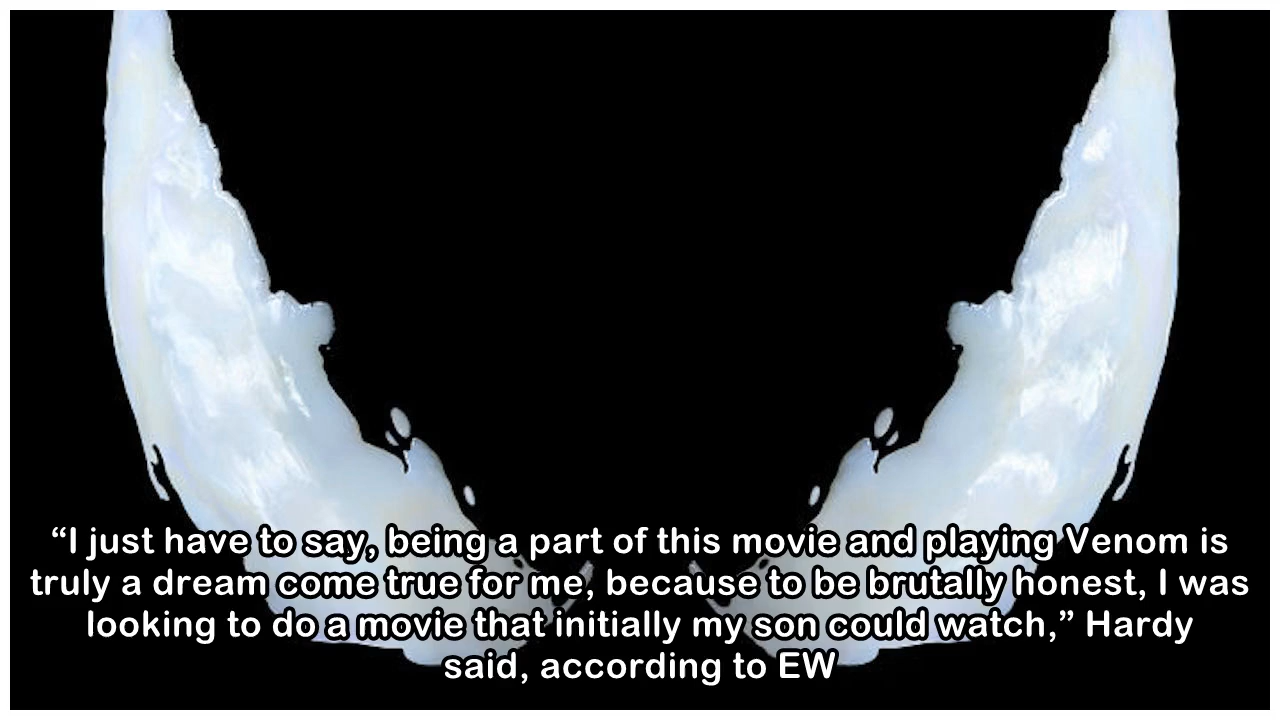 “I just have to say, being a part of this movie and playing Venom is
truly a dream come true for me, because to be brutally honest, I was
looking to do a movie that initially my son could watch,” Hardy
said, according to EW